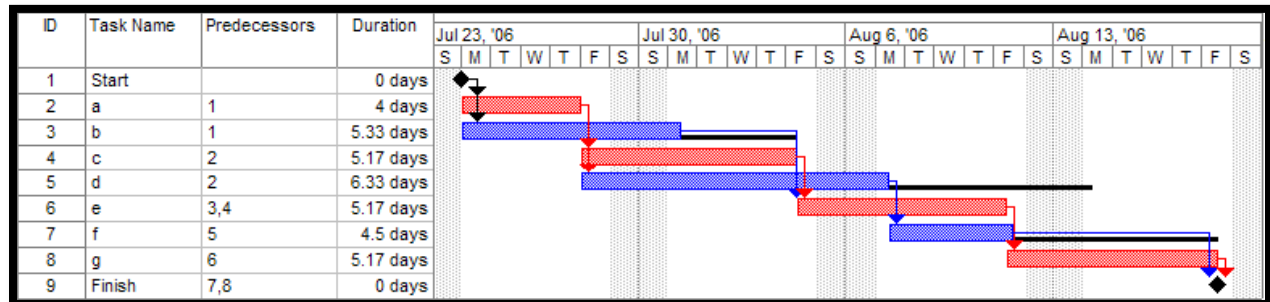 ID Task Name Predecessors Duration Jul 23, '06 Jul 30, '06 Aug 6, '06 Aug 13, '06
S M T W T F S S M T W T F S S M T W T F S S M T W T F S
1 Start 0 days
2 a 1 4 days
3 b 1 5.33 days
4 c 2 5.17 days
5 d 2 6.33 days
6 e 3,4 5.17 days
7 f 5 4.5 days
8 g 6 5.17 days
9 Finish 7,8 0 days